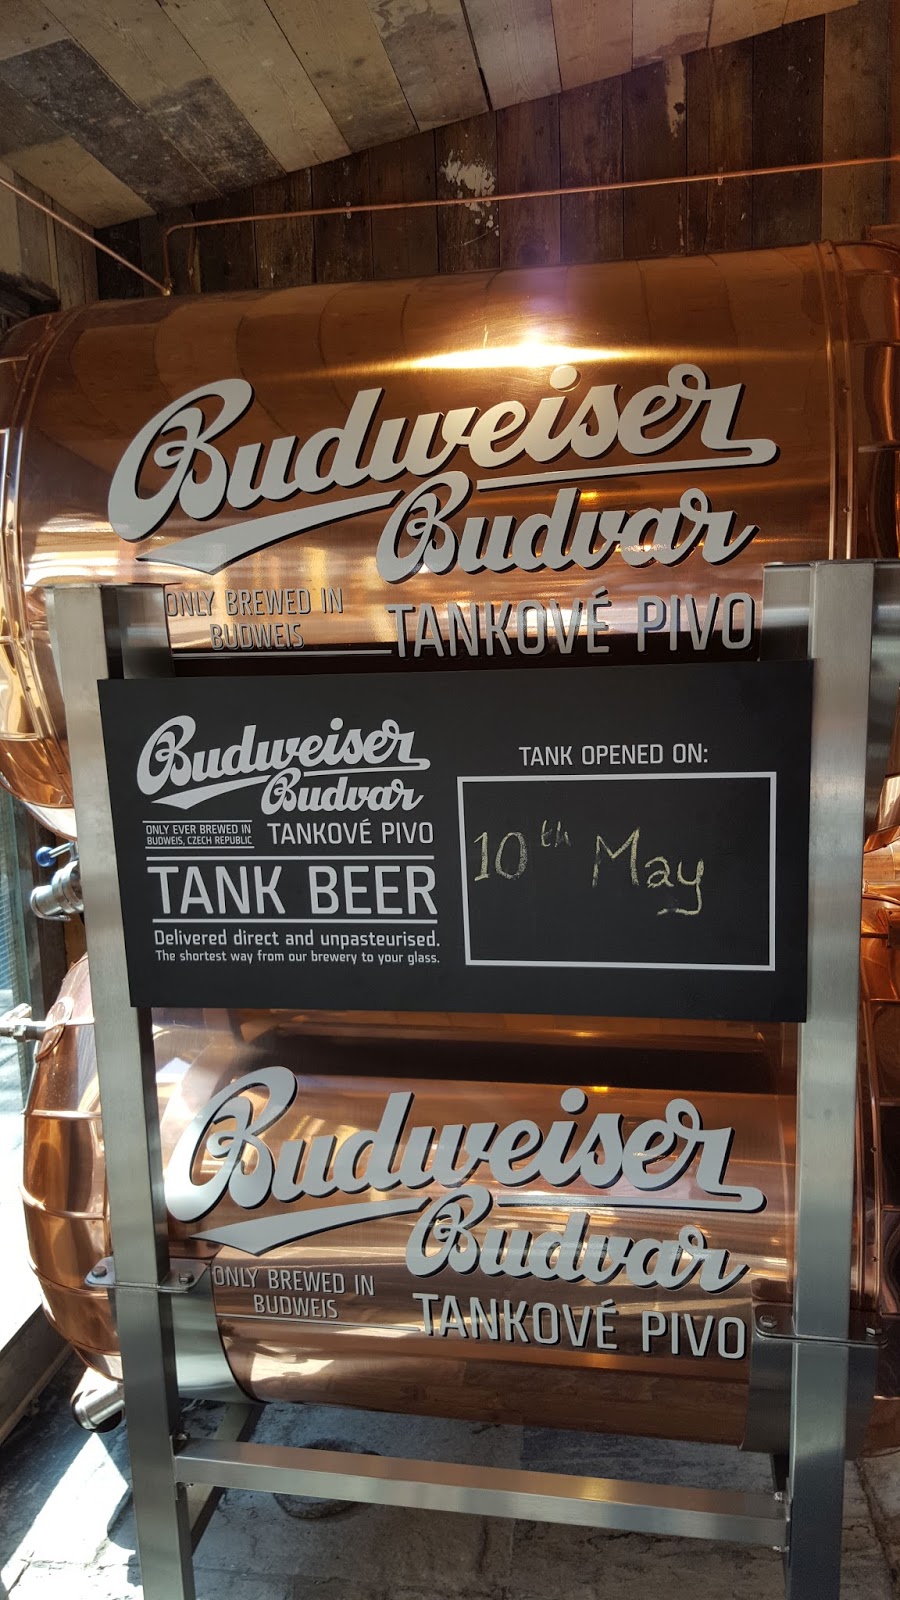 Budweiser
Budvar
ONLY BREWED IN
BUDWEIS
TANKOVÉ PIVO
Budweiser
Budvar
ONLY EVER BREWED IN
BUDWEIS, CZECH REPUBLIC
TANKOVÉ PIVO
TANK BEER
Delivered direct and unpasteurised.
The shortest way from our brewery to your glass.
TANK OPENED ON:
10th May
Budweiser
Budvar
ONLY BREWED IN
BUDWEIS
TANKOVÉ PIVO